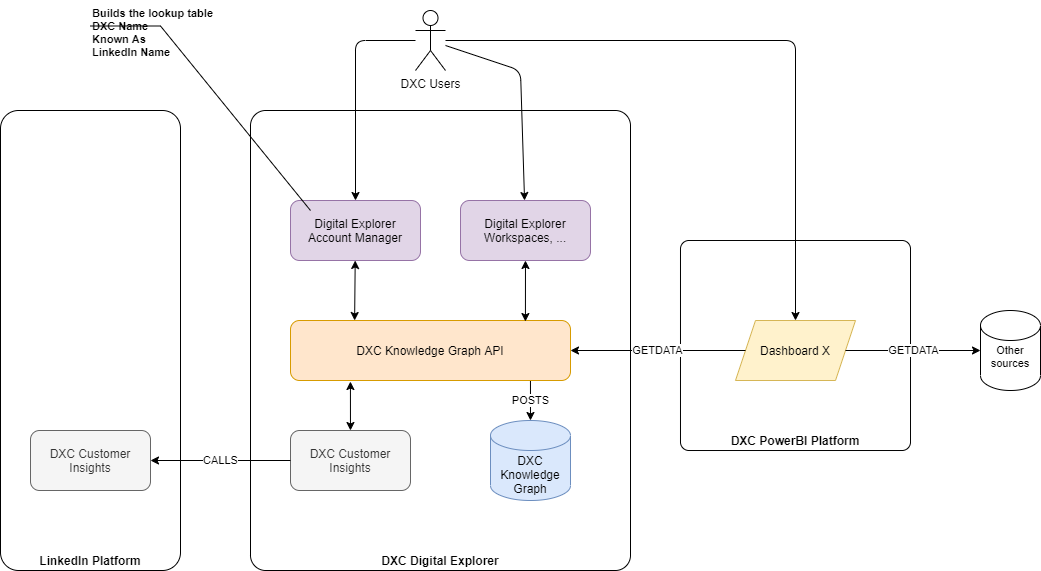 Builds the lookup table
DXC Name
Known As
LinkedIn Name
DXC Users
Digital Explorer
Account Manager
Digital Explorer
Workspaces, ...
DXC Knowledge Graph API
GETDATA
Dashboard X
GETDATA
Other
sources
POSTS
DXC PowerBI Platform
DXC Customer
Insights
CALLS
DXC Customer
Insights
DXC
Knowledge
Graph
LinkedIn Platform
DXC Digital Explorer